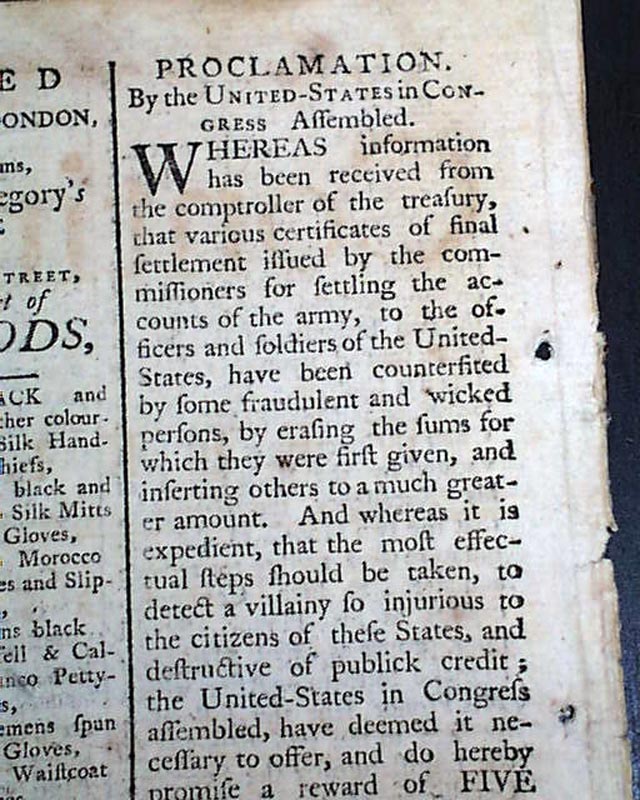 E D
ONDON,
ms,
egory's
E
TREET,
rt of
ODS,
ACK and
ther colour-
Silk Hand-
hiefs,
black and
Silk Mitts
Gloves,
Morocco
es and Slip-
ns black
fell & Cal-
anco Petty-
s,
emens spun
Gloves,
Waiſtcoat
PROCLAMATION.
By the UNITED-STATES in CON-
GRESS Aſſembled.
WHEREAS information
has been received from
the comptroller of the treaſury,
that various certificates of final
ſettlement iſſued by the com-
miſſioners for ſettling the ac-
counts of the army, to the of-
ficers and ſoldiers of the United-
States, have been counterfited
by ſome fraudulent and wicked
perſons, by eraſing the ſums for
which they were firſt given, and
inſerting others to a much great-
er amount. And whereas it is
expedient, that the moſt effec-
tual ſteps ſhould be taken, to
detect a villainy ſo injurious to
the citizens of theſe States, and
deſtructive of publick credit ;
the United-States in Congreſs
aſſembled, have deemed it ne-
ceſſary to offer, and do hereby
promiſe a reward of FIVE